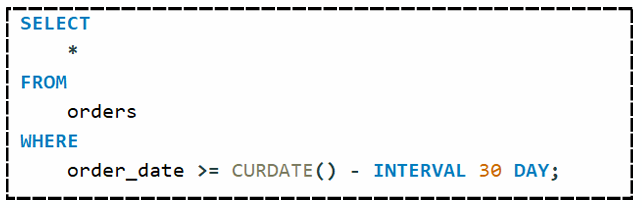 SELECT
*
FROM
orders
WHERE
order_date >= CURDATE() - INTERVAL 30 DAY;